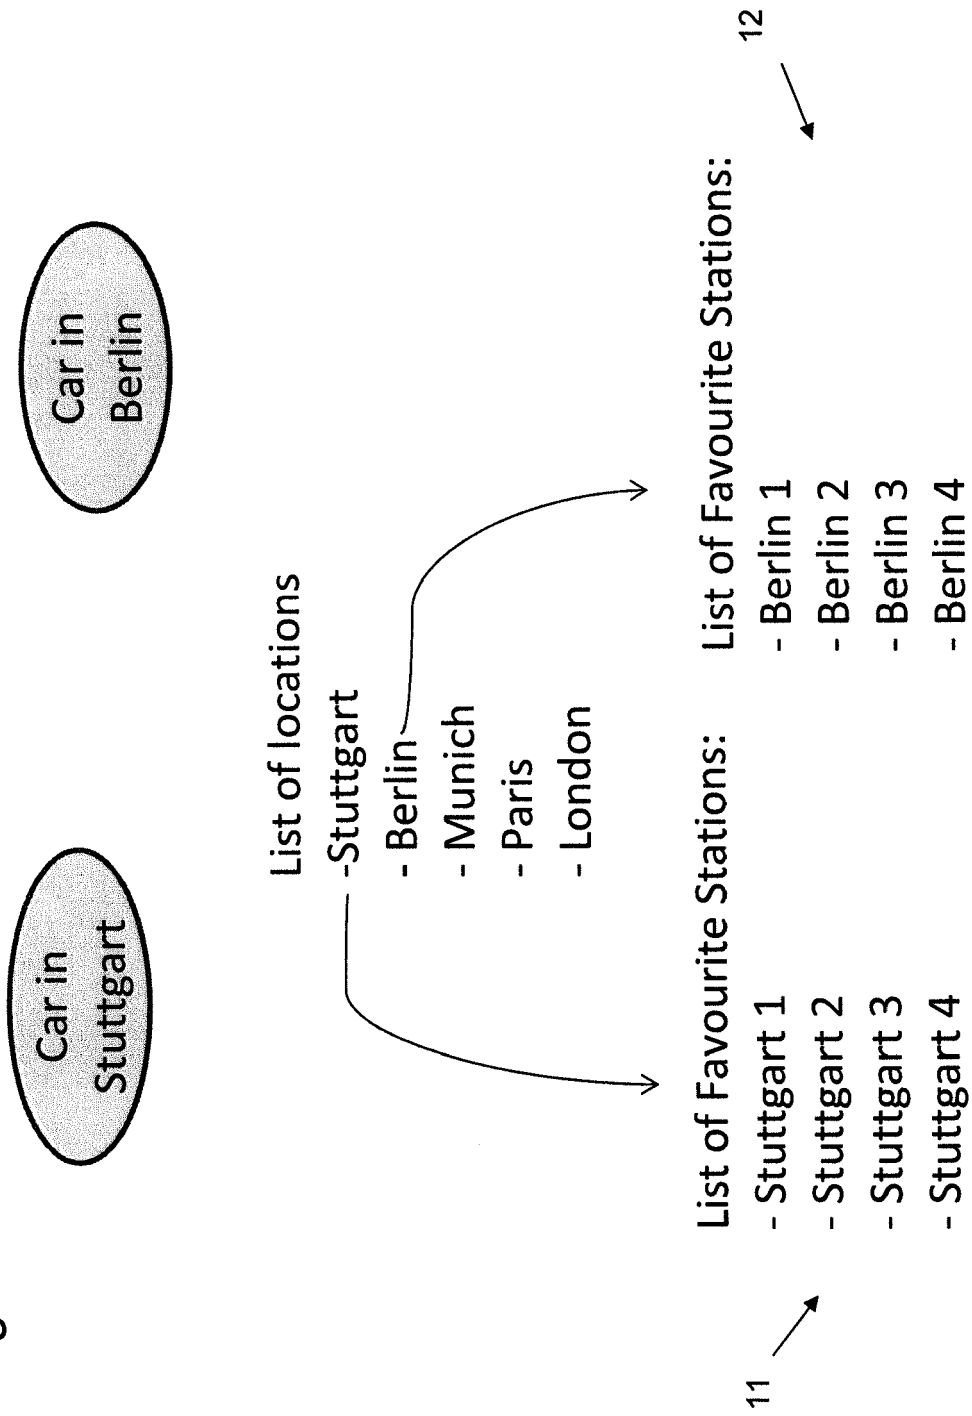 Car in
Stuttgart
Car in
Berlin
List of locations
-Stuttgart
- Berlin
- Munich
- Paris
- London
List of Favourite Stations:
- Stuttgart 1
- Stuttgart 2
- Stuttgart 3
- Stuttgart 4
11
List of Favourite Stations:
- Berlin 1
- Berlin 2
- Berlin 3
- Berlin 4
12